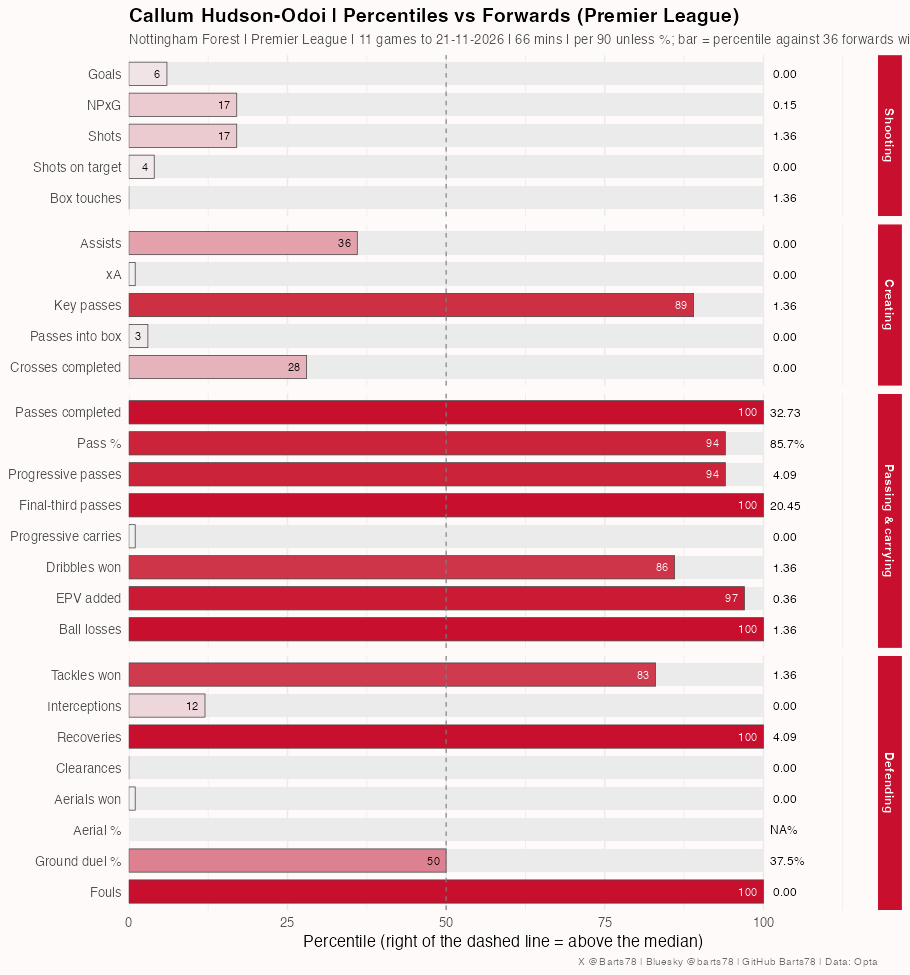 Callum Hudson-Odoi | Percentiles vs Forwards (Premier League)
Nottingham Forest | Premier League | 11 games to 21-11-2026 | 66 mins | per 90 unless %; bar = percentile against 36 forwards wi
Goals 6 0.00
NPxG 17 0.15
Shots 17 1.36
Shots on target 4 0.00
Box touches 1.36
Shooting
Assists 36 0.00
xA 0.00
Key passes 89 1.36
Passes into box 3 0.00
Crosses completed 28 0.00
Creating
Passes completed 100 32.73
Pass % 94 85.7%
Progressive passes 94 4.09
Final-third passes 100 20.45
Progressive carries 0.00
Dribbles won 86 1.36
EPV added 97 0.36
Ball losses 100 1.36
Passing & carrying
Tackles won 83 1.36
Interceptions 12 0.00
Recoveries 100 4.09
Clearances 0.00
Aerials won 0.00
Aerial % NA%
Ground duel % 50 37.5%
Fouls 100 0.00
Defending
0 25 50 75 100
Percentile (right of the dashed line = above the median)
X @Barts78 | Bluesky @barts78 | GitHub Barts78 | Data: Opta